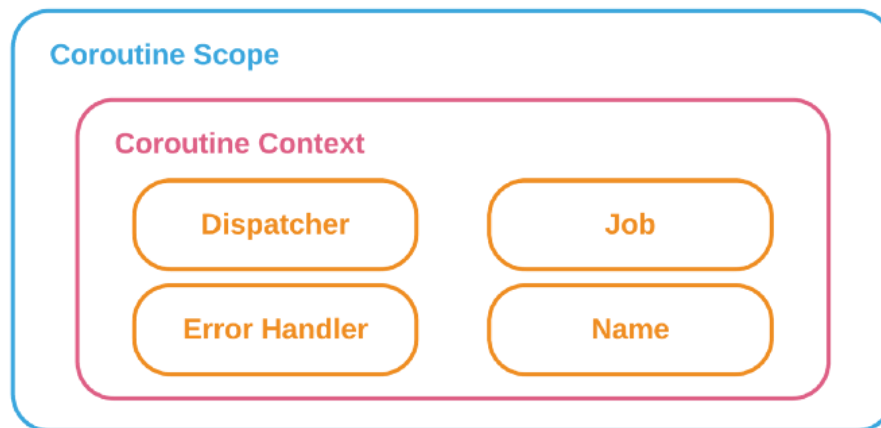 Coroutine Scope
Coroutine Context
Dispatcher
Job
Error Handler
Name